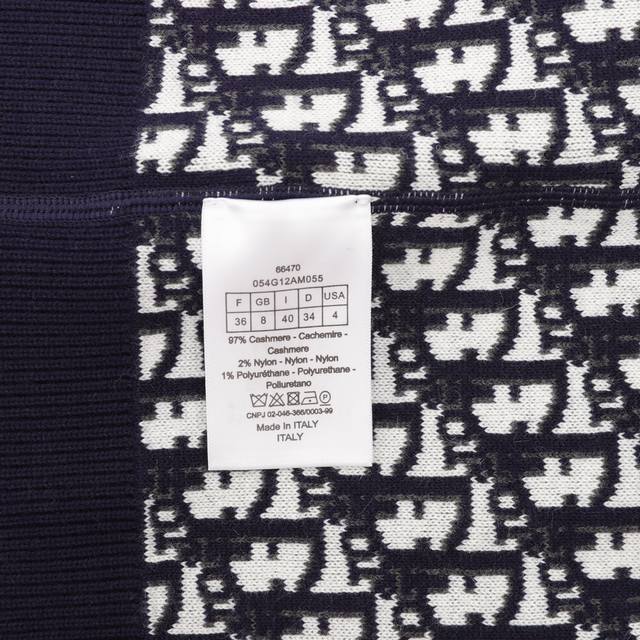 66470
054G12AM055
F GB I D USA
36 8 40 34 4
97% Cashmere - Cachemire -
Cashmere
2% Nylon - Nylon - Nylon
1% Polyuréthane - Polyurethane -
Poliuretano
CNPJ 02-046-366/0003-99
Made in ITALY
ITALY